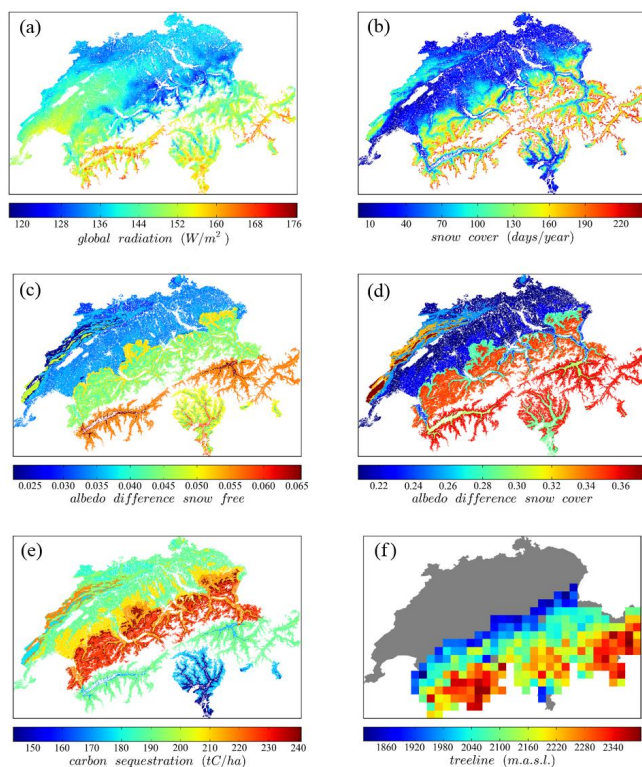 (a)
(b)
120 128 136 144 152 160 168 176
global radiation (W/m²)
10 40 70 100 130 160 190 220
snow cover (days/year)
(c)
(d)
0.025 0.030 0.035 0.040 0.045 0.050 0.055 0.060 0.065
albedo difference snow free
0.22 0.24 0.26 0.28 0.30 0.32 0.34 0.36
albedo difference snow cover
(e)
(f)
150 160 170 180 190 200 210 220 230 240
carbon sequestration (tC/ha)
1860 1920 1980 2040 2100 2160 2220 2280 2340
treeline (m.a.s.l.)